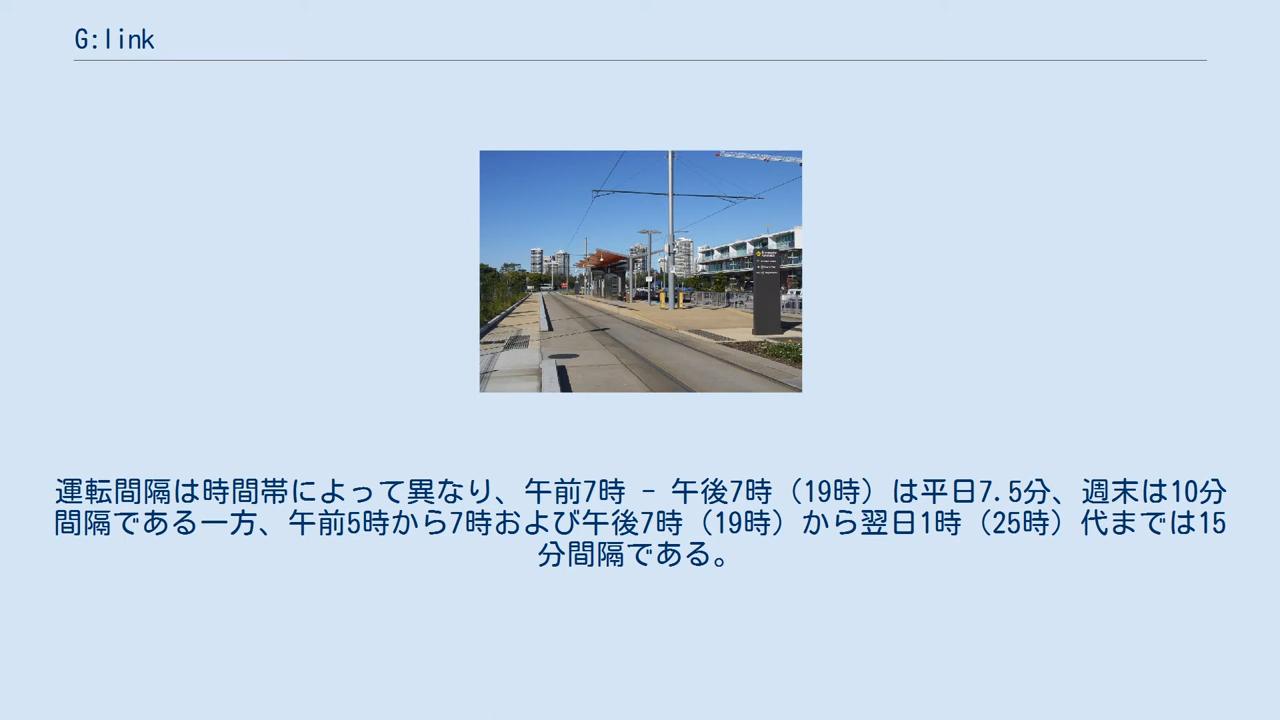 G:link
運転間隔は時間帯によって異なり、午前7時 - 午後7時（19時）は平日7.5分、週末は10分
間隔である一方、午前5時から7時および午後7時（19時）から翌日1時（25時）代までは15
分間隔である。